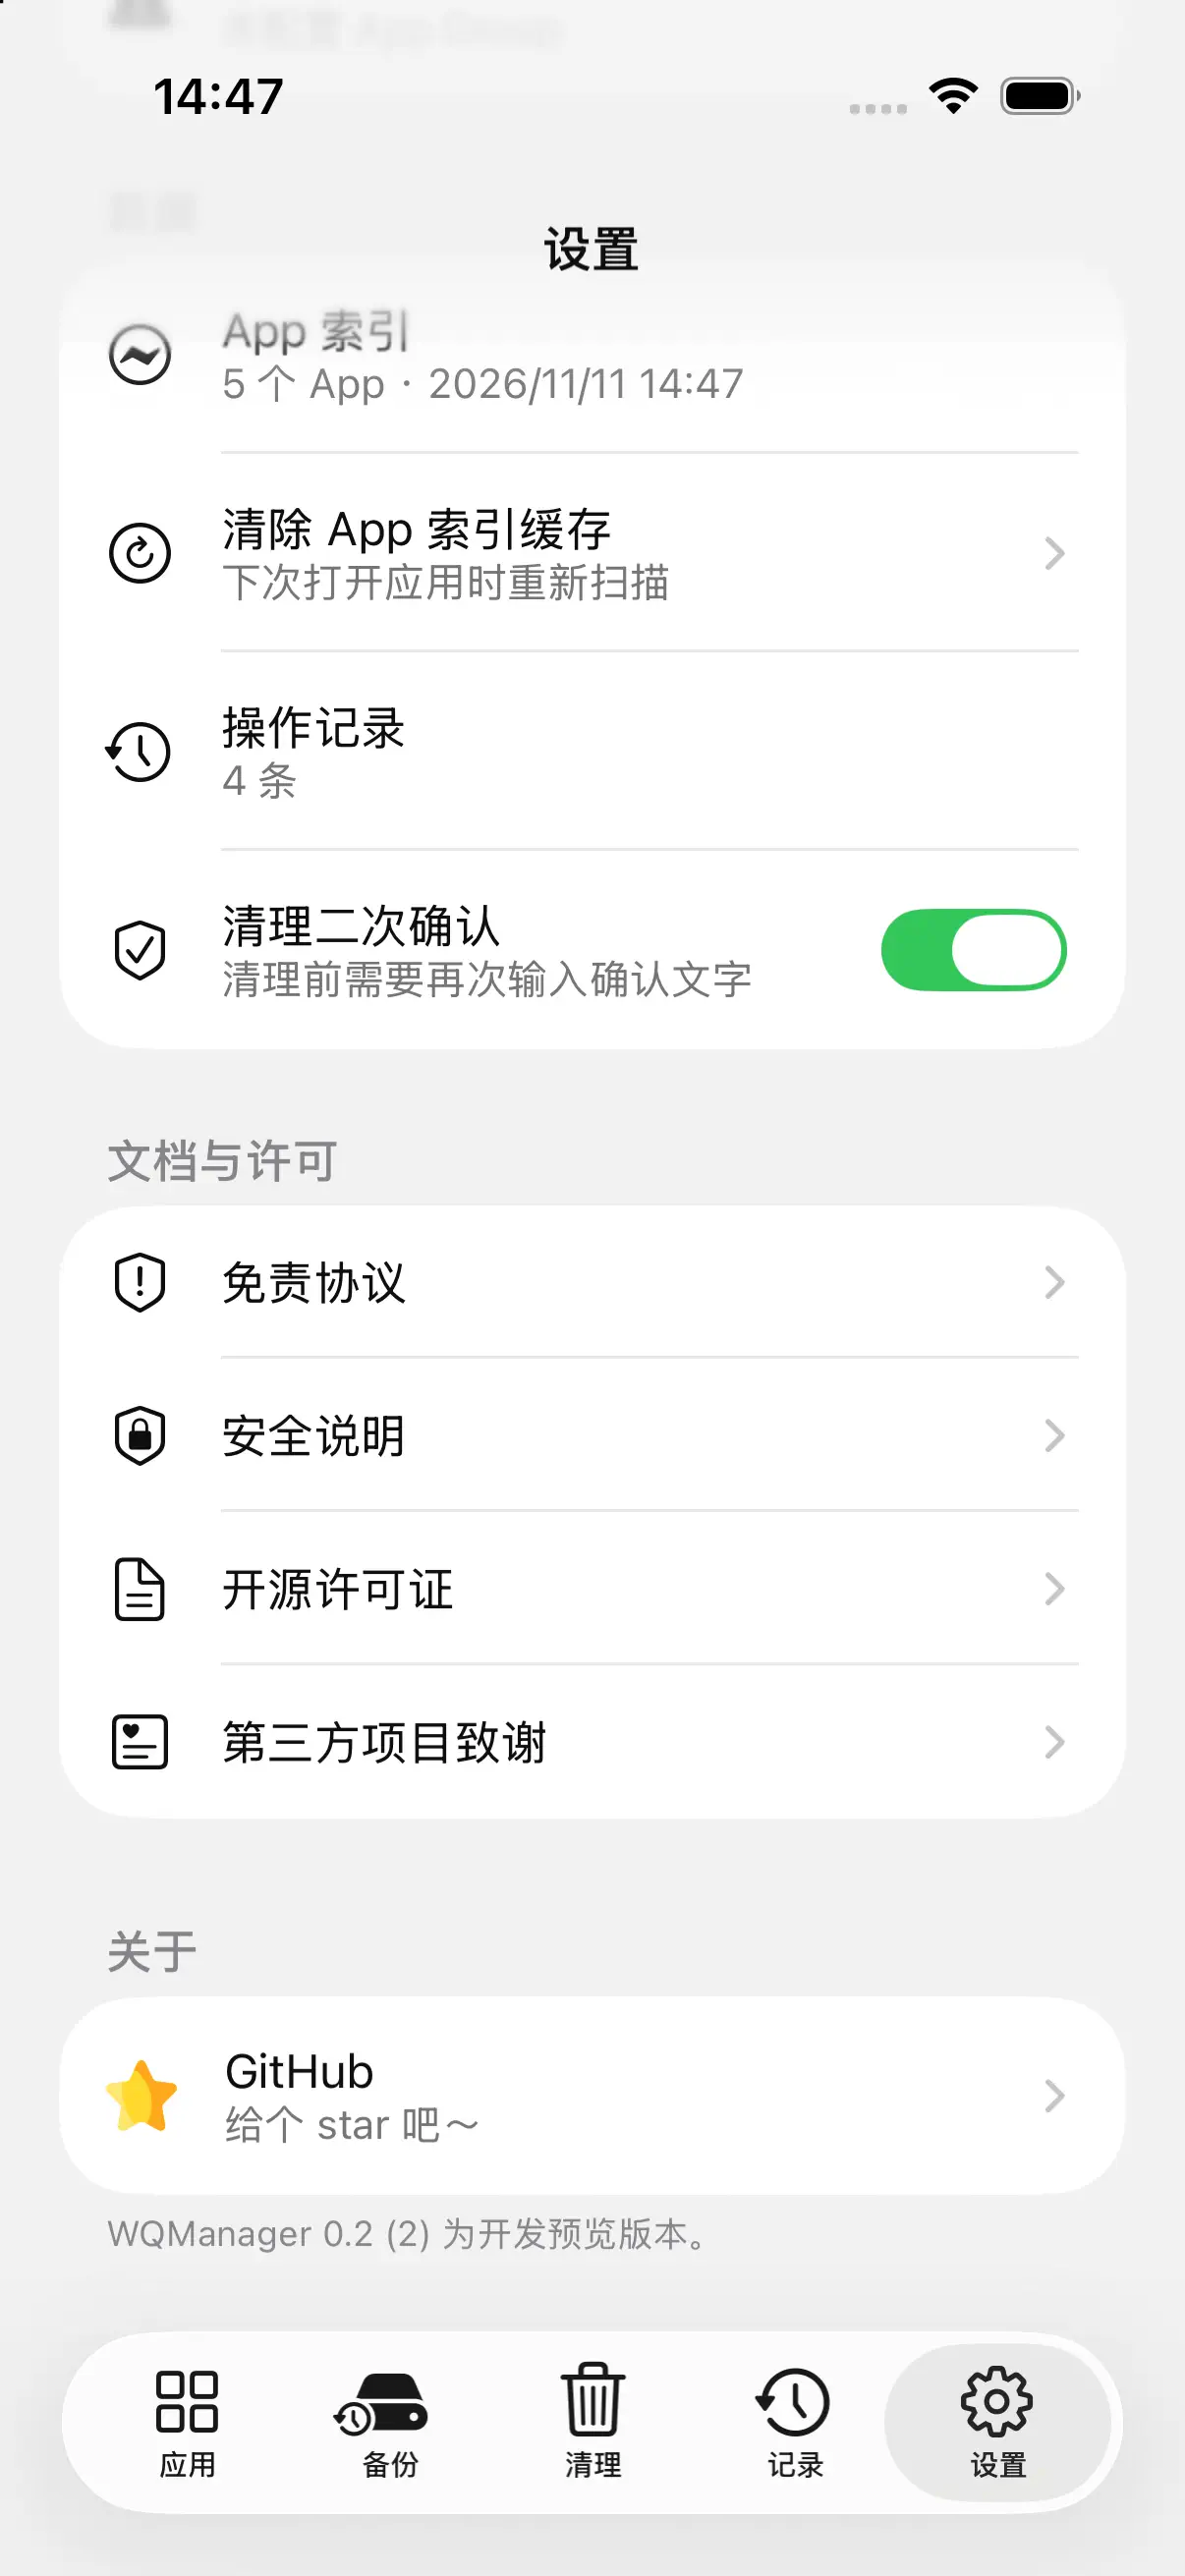 14:47
设置
App 索引
5 个 App · 2026/11/11 14:47
清除 App 索引缓存
下次打开应用时重新扫描
操作记录
4 条
清理二次确认
清理前需要再次输入确认文字
文档与许可
免责协议
安全说明
开源许可证
第三方项目致谢
关于
GitHub
给个 star 吧～
WQManager 0.2 (2) 为开发预览版本。
应用
备份
清理
记录
设置